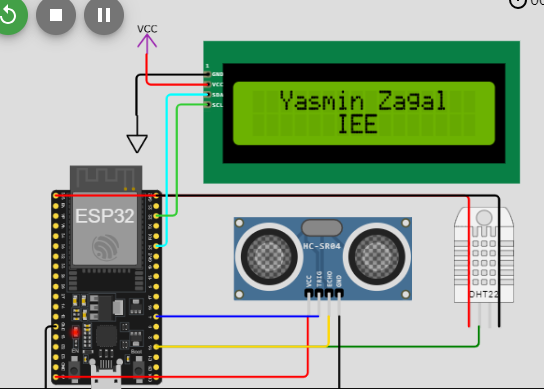 VCC
1
GND
VCC
SDA
SCL
Yasmin Zagal
IEE
ESP32
HC-SR04
VCC
TRIG
ECHO
GND
DHT22